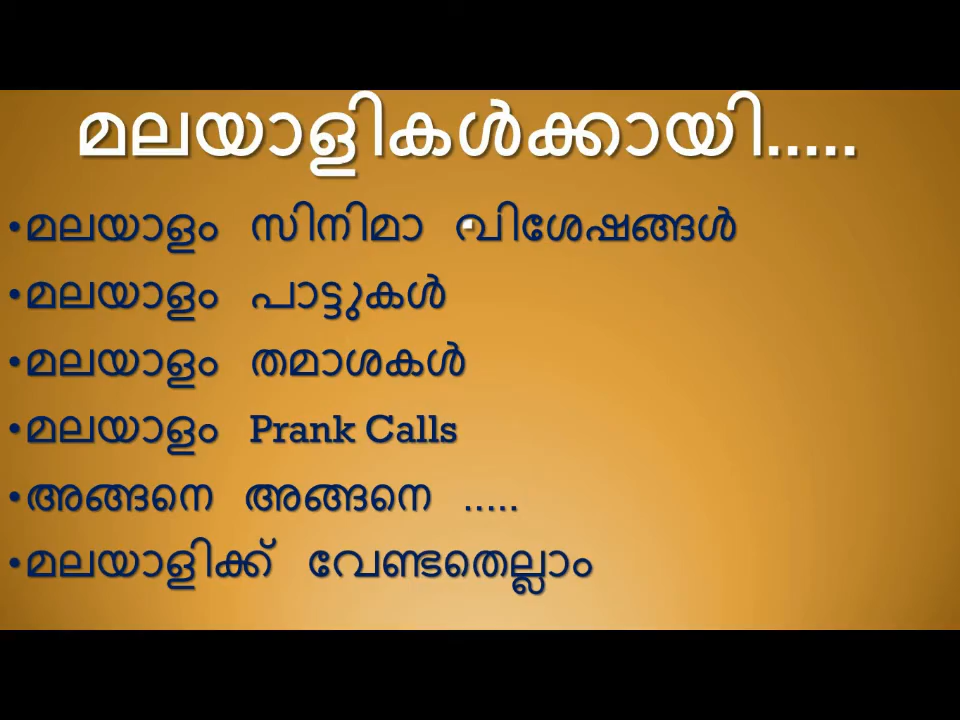 മലയാളികൾക്കായി.....
•മലയാളം സിനിമാ വിശേഷങ്ങൾ
•മലയാളം പാട്ടുകൾ
•മലയാളം തമാശകൾ
•മലയാളം Prank Calls
•അങ്ങനെ അങ്ങനെ .....
•മലയാളിക്ക് വേണ്ടതെല്ലാം